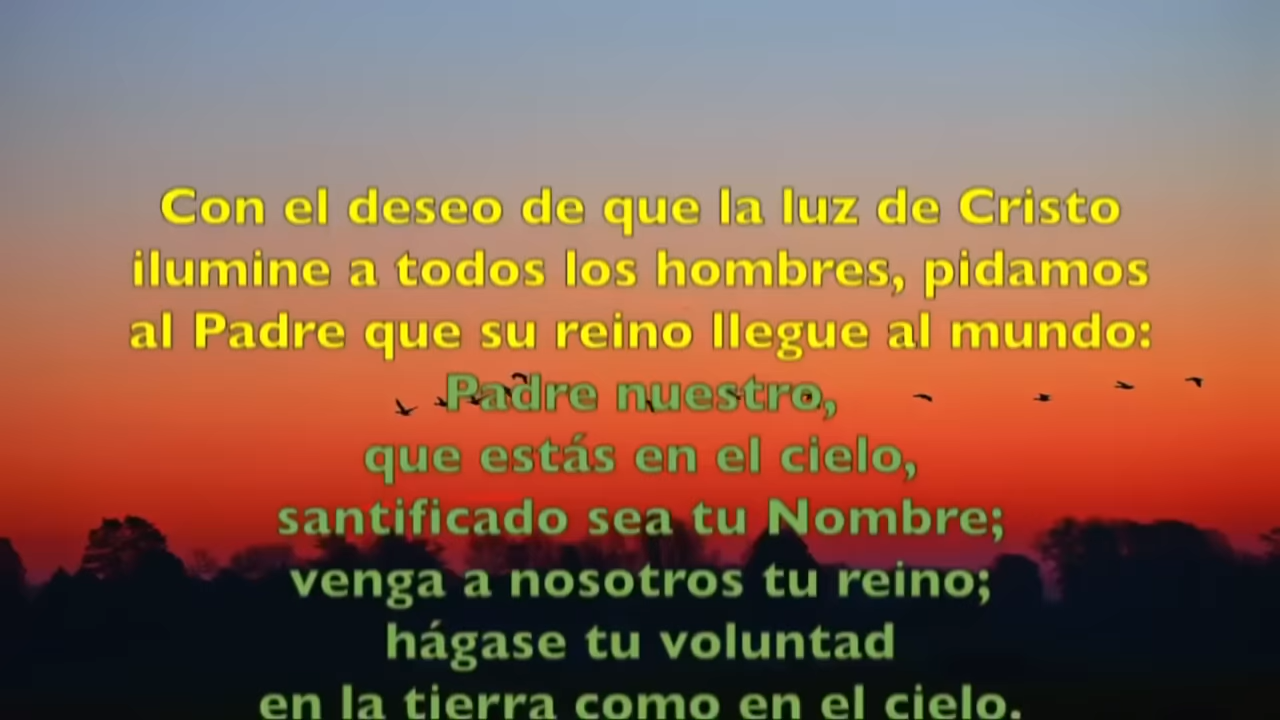 Con el deseo de que la luz de Cristo
ilumine a todos los hombres, pidamos
al Padre que su reino llegue al mundo:
Padre nuestro,
que estás en el cielo,
santificado sea tu Nombre;
venga a nosotros tu reino;
hágase tu voluntad
en la tierra como en el cielo.